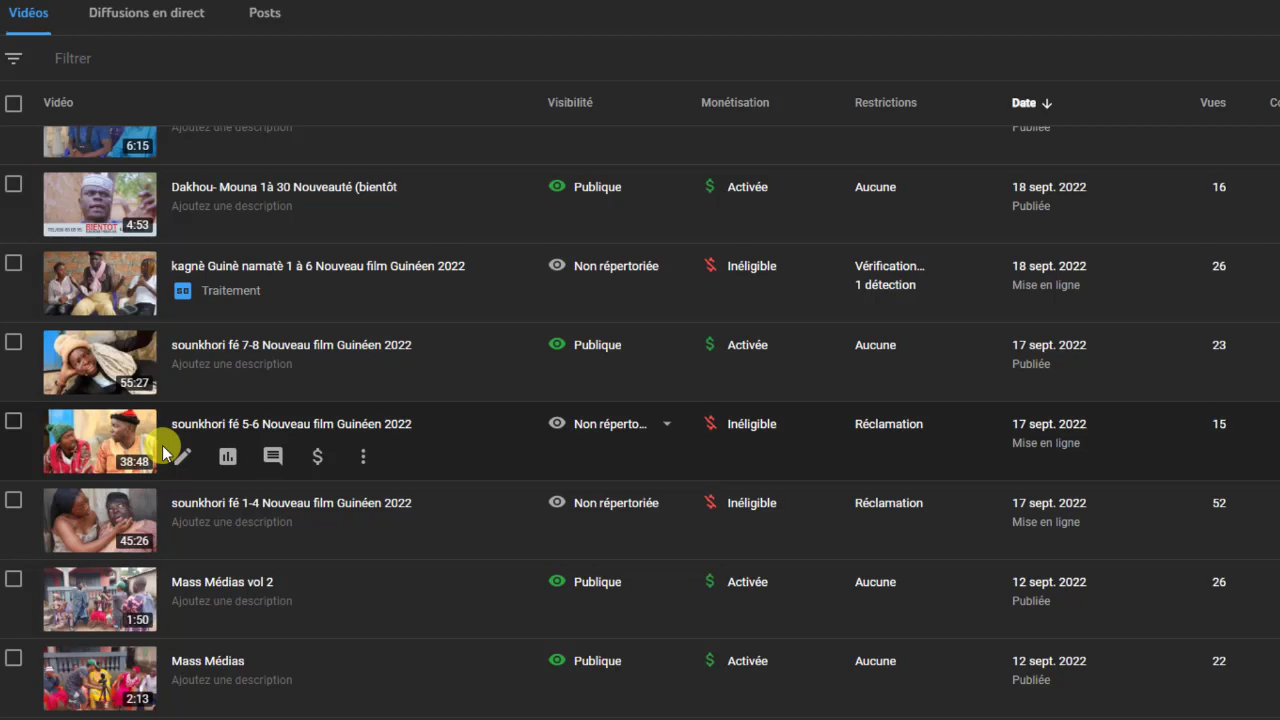 Vidéos Diffusions en direct Posts
Filtrer
Vidéo Visibilité Monétisation Restrictions Date Vues
Ajoutez une description Publiée
6:15
Dakhou- Mouna 1à 30 Nouveauté (bientôt Publique Activée Aucune 18 sept. 2022 16
Ajoutez une description Publiée
4:53
BIENTOT
kagnè Guinè namatè 1 à 6 Nouveau film Guinéen 2022 Non répertoriée Inéligible Vérification... 18 sept. 2022 26
Traitement 1 détection Mise en ligne
sounkhori fé 7-8 Nouveau film Guinéen 2022 Publique Activée Aucune 17 sept. 2022 23
Ajoutez une description Publiée
55:27
sounkhori fé 5-6 Nouveau film Guinéen 2022 Non réperto... Inéligible Réclamation 17 sept. 2022 15
Mise en ligne
38:48
sounkhori fé 1-4 Nouveau film Guinéen 2022 Non répertoriée Inéligible Réclamation 17 sept. 2022 52
Ajoutez une description Mise en ligne
45:26
Mass Médias vol 2 Publique Activée Aucune 12 sept. 2022 26
Ajoutez une description Publiée
1:50
Mass Médias Publique Activée Aucune 12 sept. 2022 22
Ajoutez une description Publiée
2:13